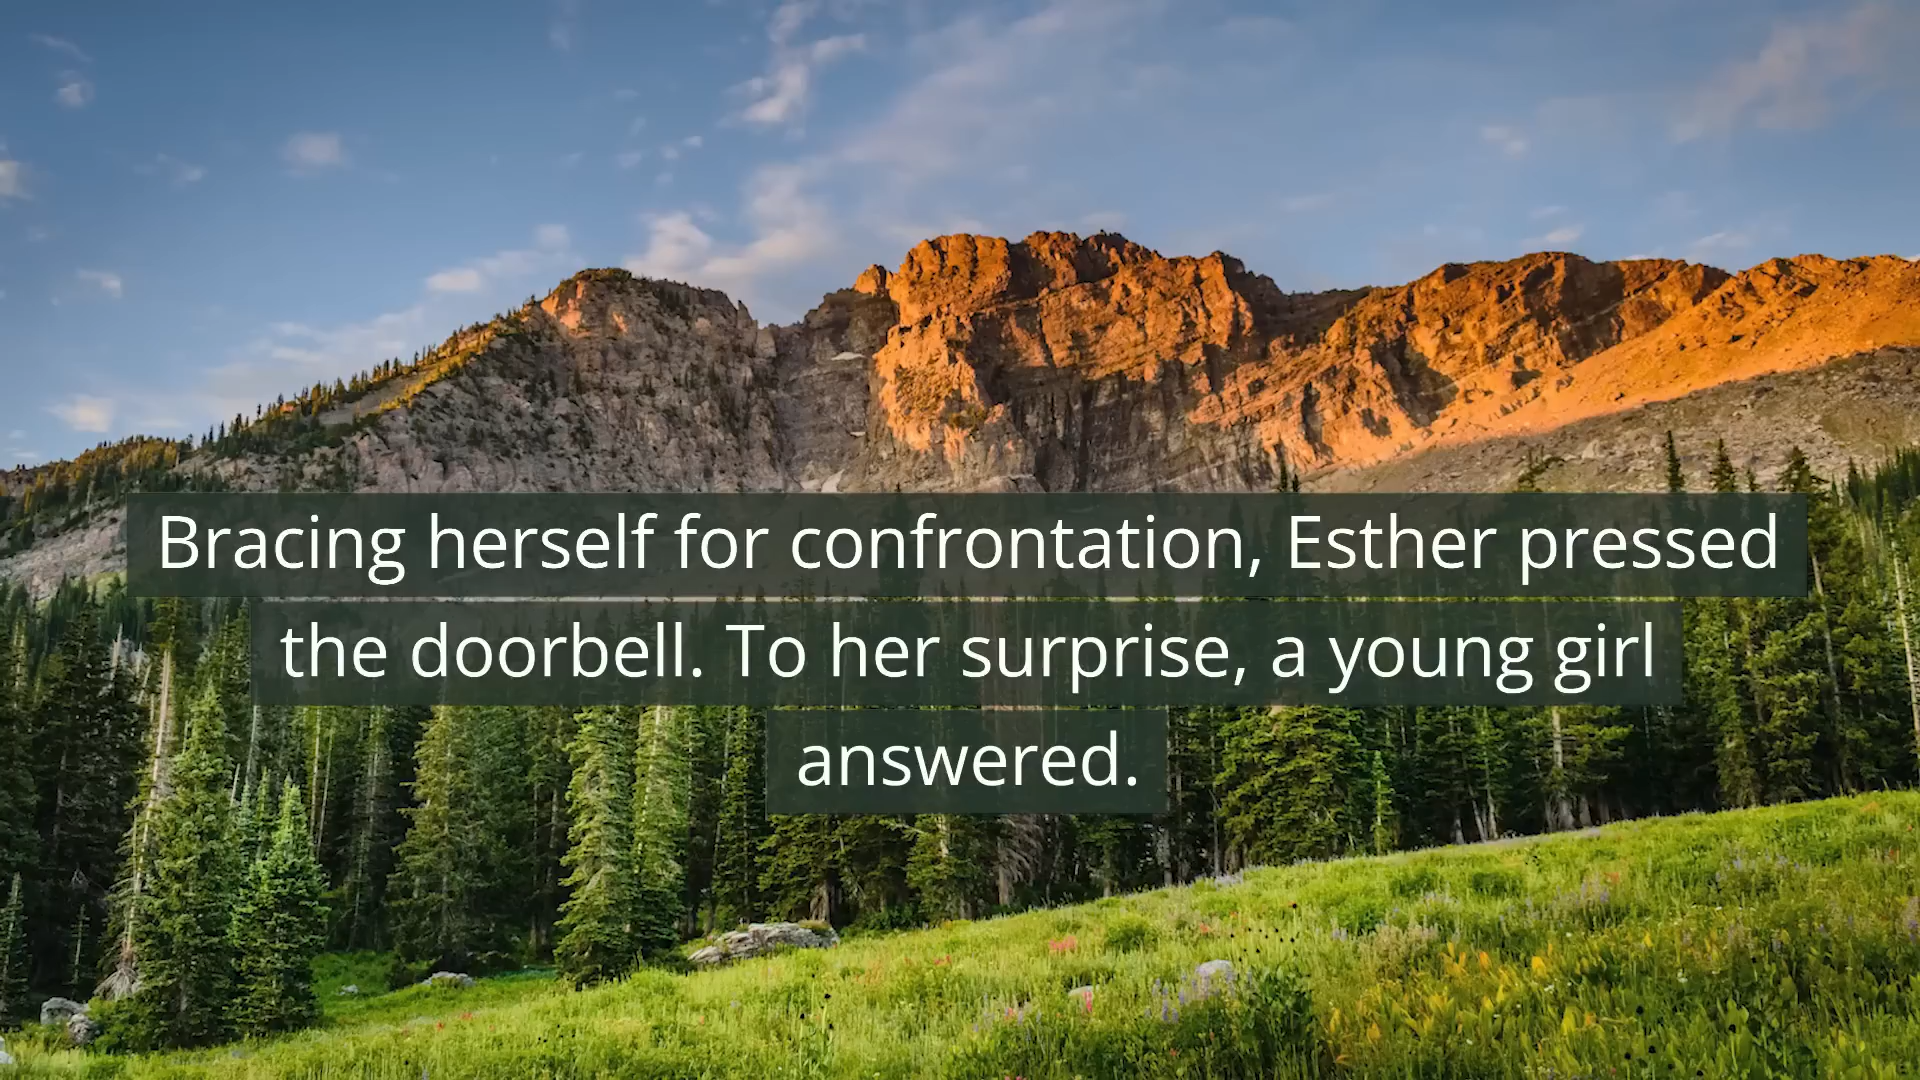 Bracing herself for confrontation, Esther pressed
the doorbell. To her surprise, a young girl
answered.